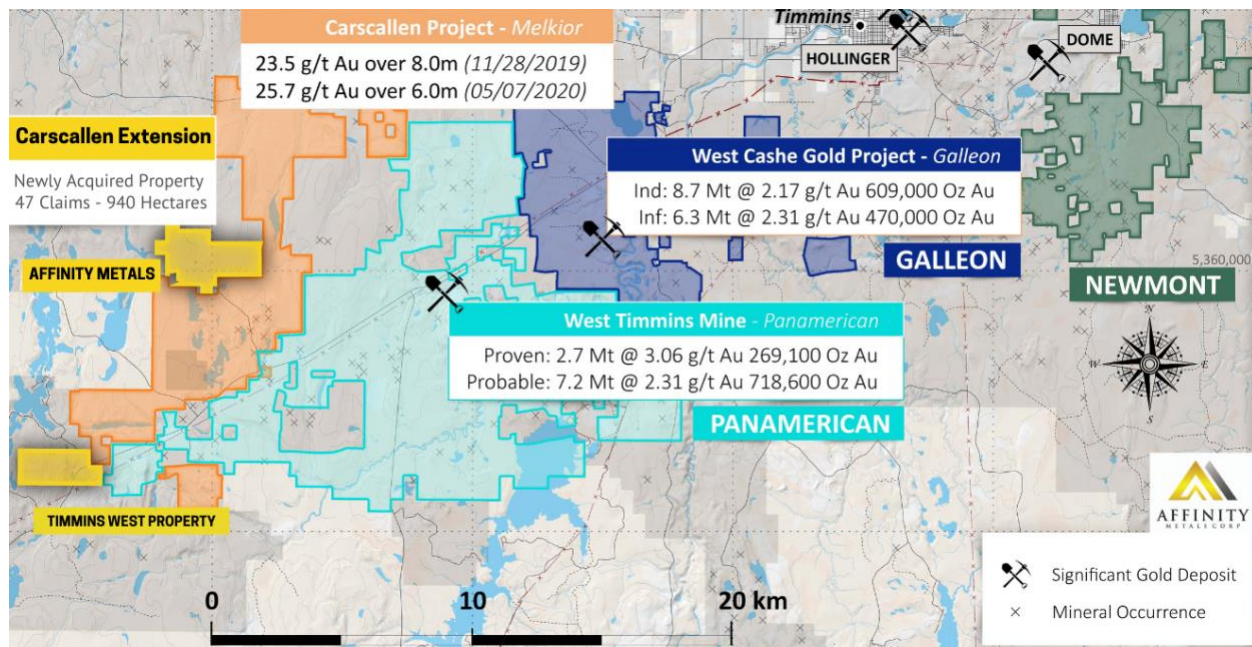 Carscallen Project - Melkior
23.5 g/t Au over 8.0m (11/28/2019)
25.7 g/t Au over 6.0m (05/07/2020)
Timmins
HOLLINGER
DOME
Carscallen Extension
Newly Acquired Property
47 Claims - 940 Hectares
West Cashe Gold Project - Galleon
Ind: 8.7 Mt @ 2.17 g/t Au 609,000 Oz Au
Inf: 6.3 Mt @ 2.31 g/t Au 470,000 Oz Au
AFFINITY METALS
GALLEON
5,360,000
NEWMONT
West Timmins Mine - Panamerican
Proven: 2.7 Mt @ 3.06 g/t Au 269,100 Oz Au
Probable: 7.2 Mt @ 2.31 g/t Au 718,600 Oz Au
N
W
E
S
PANAMERICAN
TIMMINS WEST PROPERTY
AFFINITY
METALS CORP
Significant Gold Deposit
Mineral Occurrence
0 10 20 km